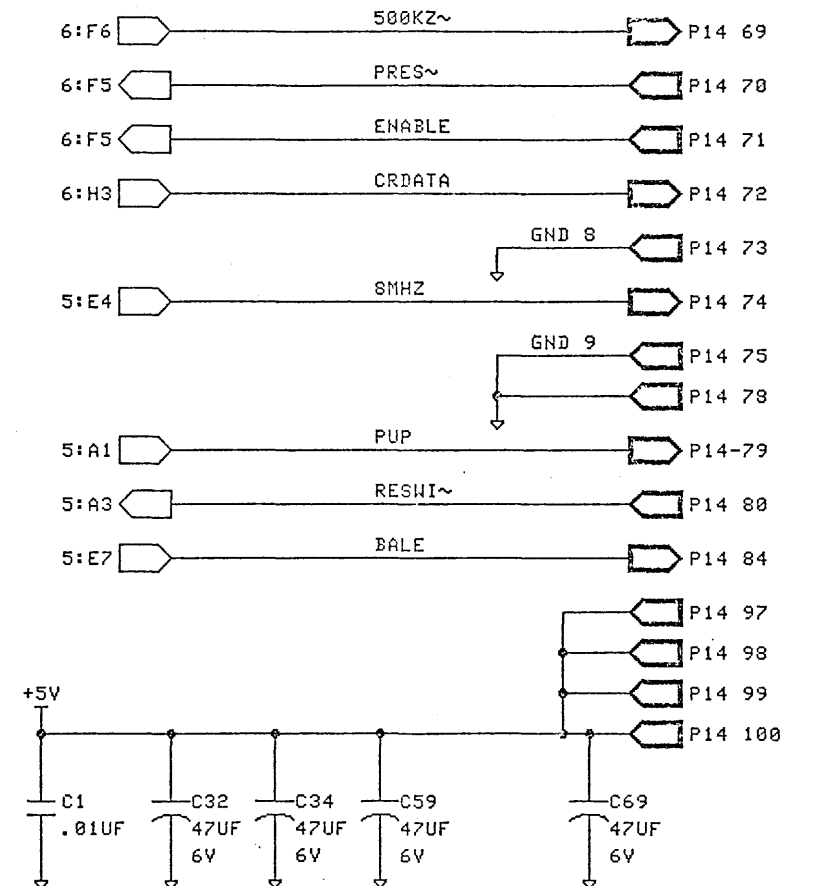 6:F6 500KZ~ P14 69
6:F5 PRES~ P14 70
6:F5 ENABLE P14 71
6:H3 CRDATA P14 72
GND 8 P14 73
5:E4 8MHZ P14 74
GND 9 P14 75
P14 78
5:A1 PUP P14-79
5:A3 RESWI~ P14 80
5:E7 BALE P14 84
P14 97
P14 98
P14 99
+5V
P14 100
C1 C32 C34 C59 C69
.01UF 47UF 47UF 47UF 47UF
6V 6V 6V 6V